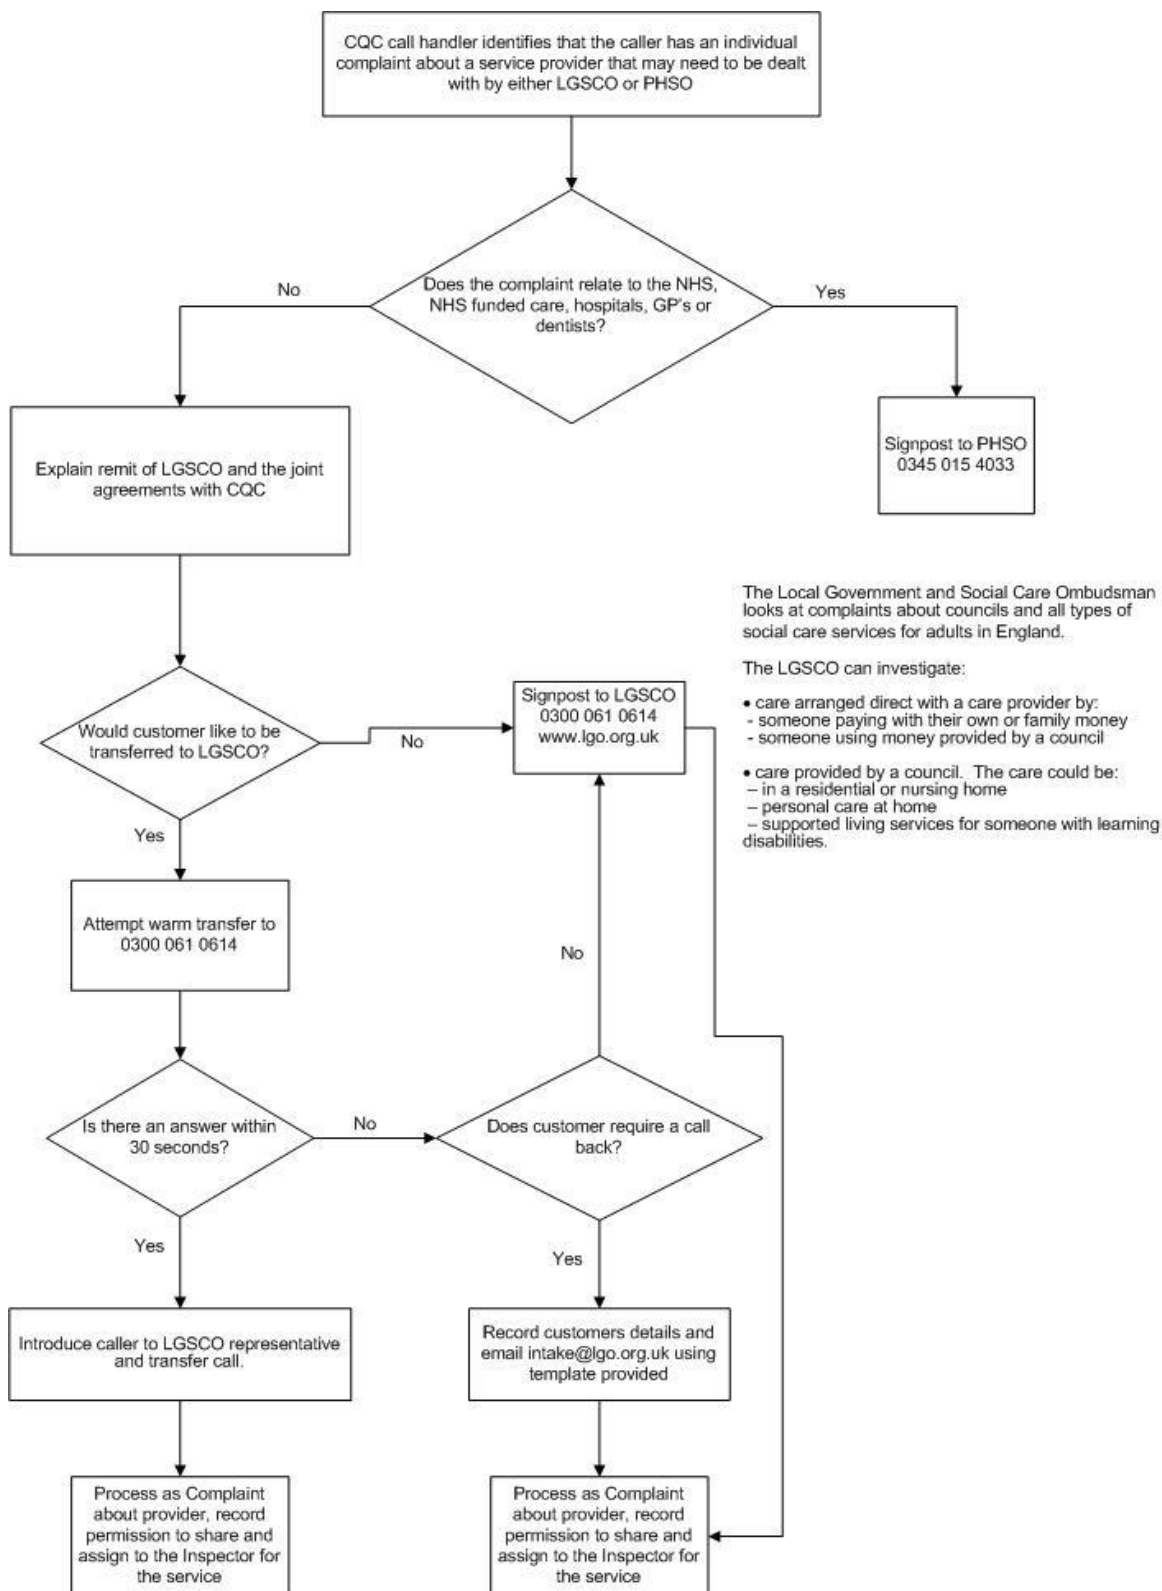 CQC call handler identifies that the caller has an individual
complaint about a service provider that may need to be dealt
with by either LGSCO or PHSO
Does the complaint relate to the NHS,
NHS funded care, hospitals, GP's or
dentists?
No
Yes
Explain remit of LGSCO and the joint
agreements with CQC
Signpost to PHSO
0345 015 4033
The Local Government and Social Care Ombudsman
looks at complaints about councils and all types of
social care services for adults in England.
The LGSCO can investigate:
• care arranged direct with a care provider by:
- someone paying with their own or family money
- someone using money provided by a council
• care provided by a council. The care could be:
– in a residential or nursing home
– personal care at home
– supported living services for someone with learning
disabilities.
Would customer like to be
transferred to LGSCO?
No
Signpost to LGSCO
0300 061 0614
www.lgo.org.uk
Yes
Attempt warm transfer to
0300 061 0614
No
Is there an answer within
30 seconds?
No
Does customer require a call
back?
Yes
Yes
Introduce caller to LGSCO representative
and transfer call.
Record customers details and
email intake@lgo.org.uk using
template provided
Process as Complaint
about provider, record
permission to share and
assign to the Inspector for
the service
Process as Complaint
about provider, record
permission to share and
assign to the Inspector for
the service